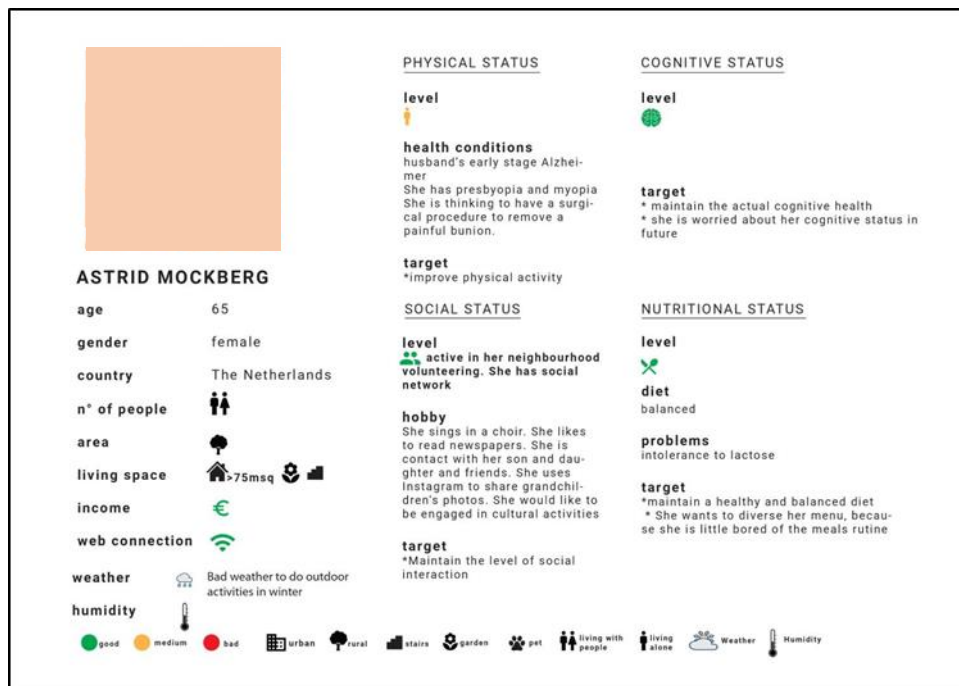 ASTRID MOCKBERG
age 65
gender female
country The Netherlands
n° of people
area
living space >75msq
income
web connection
weather Bad weather to do outdoor
activities in winter
humidity
PHYSICAL STATUS
level
health conditions
husband's early stage Alzhei-
mer
She has presbyopia and myopia
She is thinking to have a surgi-
cal procedure to remove a
painful bunion.
target
*improve physical activity
COGNITIVE STATUS
level
target
* maintain the actual cognitive health
* she is worried about her cognitive status in
future
SOCIAL STATUS
level
active in her neighbourhood
volunteering. She has social
network
hobby
She sings in a choir. She likes
to read newspapers. She is
contact with her son and dau-
ghter and friends. She uses
Instagram to share grandchil-
dren's photos. She would like to
be engaged in cultural activities
target
*Maintain the level of social
interaction
NUTRITIONAL STATUS
level
diet
balanced
problems
intolerance to lactose
target
*maintain a healthy and balanced diet
* She wants to diverse her menu, becau-
se she is little bored of the meals rutine
good medium bad urban rural stairs garden pet living with people living alone Weather Humidity